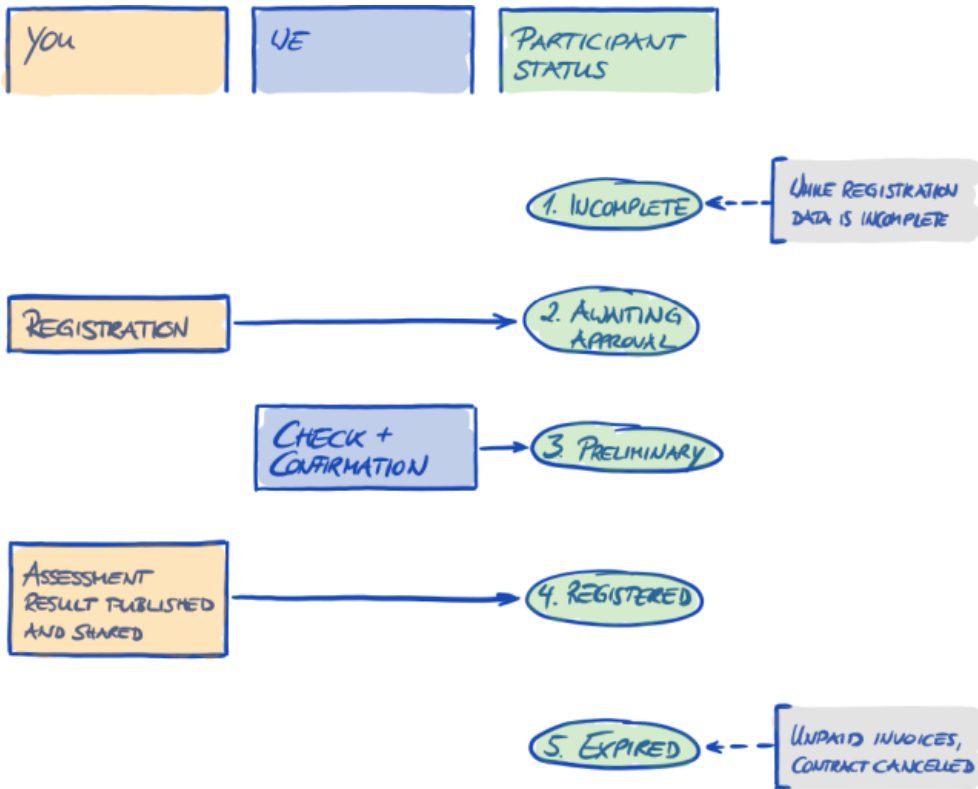 YOU
WE
PARTICIPANT
STATUS
1. INCOMPLETE
WHILE REGISTRATION
DATA IS INCOMPLETE
REGISTRATION
2. AWAITING
APPROVAL
CHECK +
CONFIRMATION
3. PRELIMINARY
ASSESSMENT
RESULT PUBLISHED
AND SHARED
4. REGISTERED
5. EXPIRED
UNPAID INVOICES,
CONTRACT CANCELLED